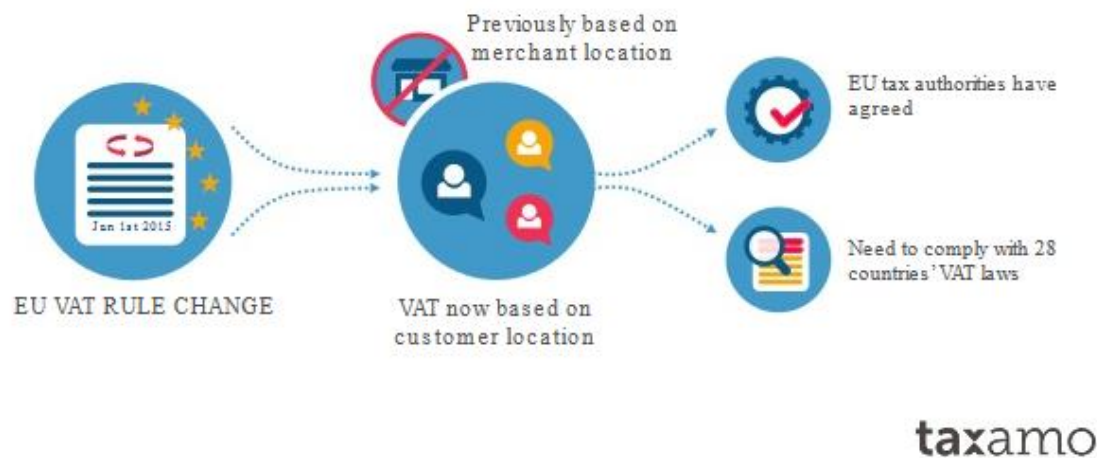 Previously based on
merchant location
EU tax authorities have
agreed
Jan 1st 2015
Need to comply with 28
countries' VAT laws
EU VAT RULE CHANGE
VAT now based on
customer location
taxamo